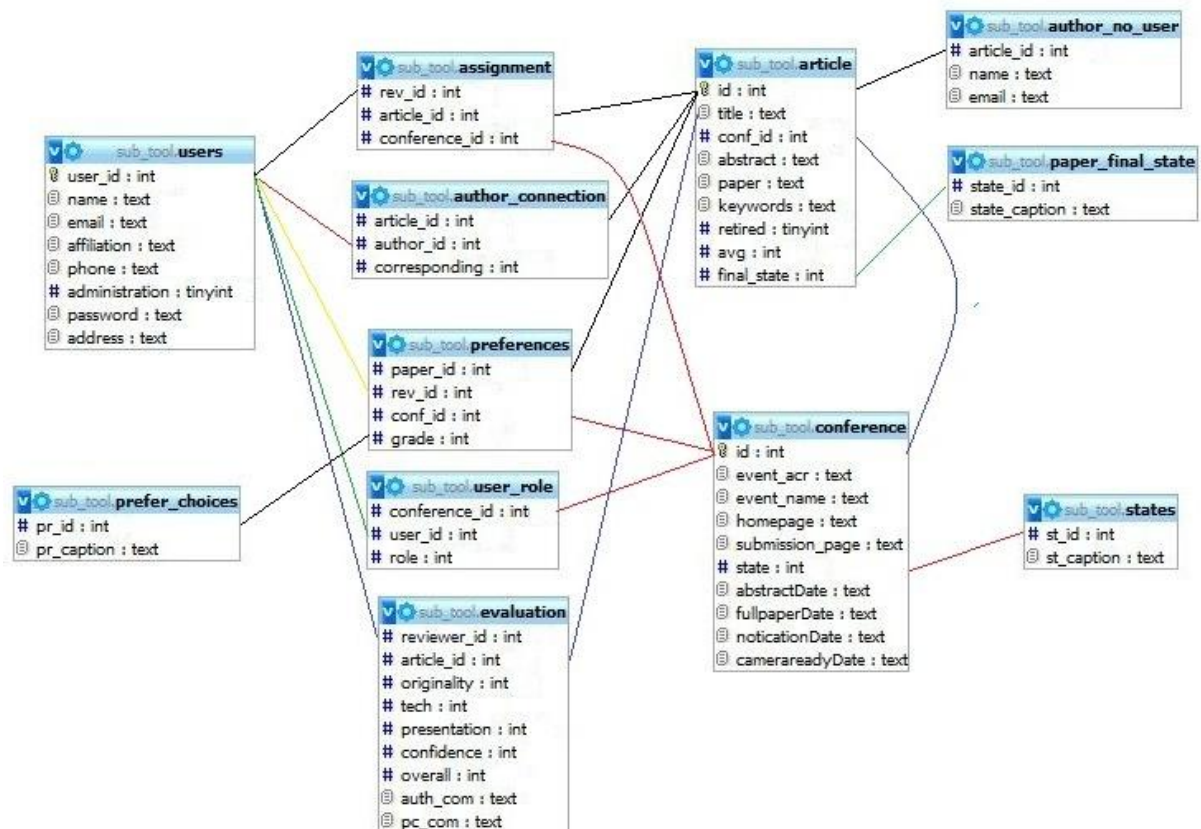 sub_tool.users
user_id : int
name : text
email : text
affiliation : text
phone : text
# administration : tinyint
password : text
address : text
sub_tool.prefer_choices
# pr_id : int
pr_caption : text
sub_tool.assignment
# rev_id : int
# article_id : int
# conference_id : int
sub_tool.author_connection
# article_id : int
# author_id : int
# corresponding : int
sub_tool.preferences
# paper_id : int
# rev_id : int
# conf_id : int
# grade : int
sub_tool.user_role
# conference_id : int
# user_id : int
# role : int
sub_tool.evaluation
# reviewer_id : int
# article_id : int
# originality : int
# tech : int
# presentation : int
# confidence : int
# overall : int
auth_com : text
pc_com : text
sub_tool.article
id : int
title : text
# conf_id : int
abstract : text
paper : text
keywords : text
# retired : tinyint
# avg : int
# final_state : int
sub_tool.conference
id : int
event_acr : text
event_name : text
homepage : text
submission_page : text
# state : int
abstractDate : text
fullpaperDate : text
noticationDate : text
camerareadyDate : text
sub_tool.author_no_user
# article_id : int
name : text
email : text
sub_tool.paper_final_state
# state_id : int
state_caption : text
sub_tool.states
# st_id : int
st_caption : text